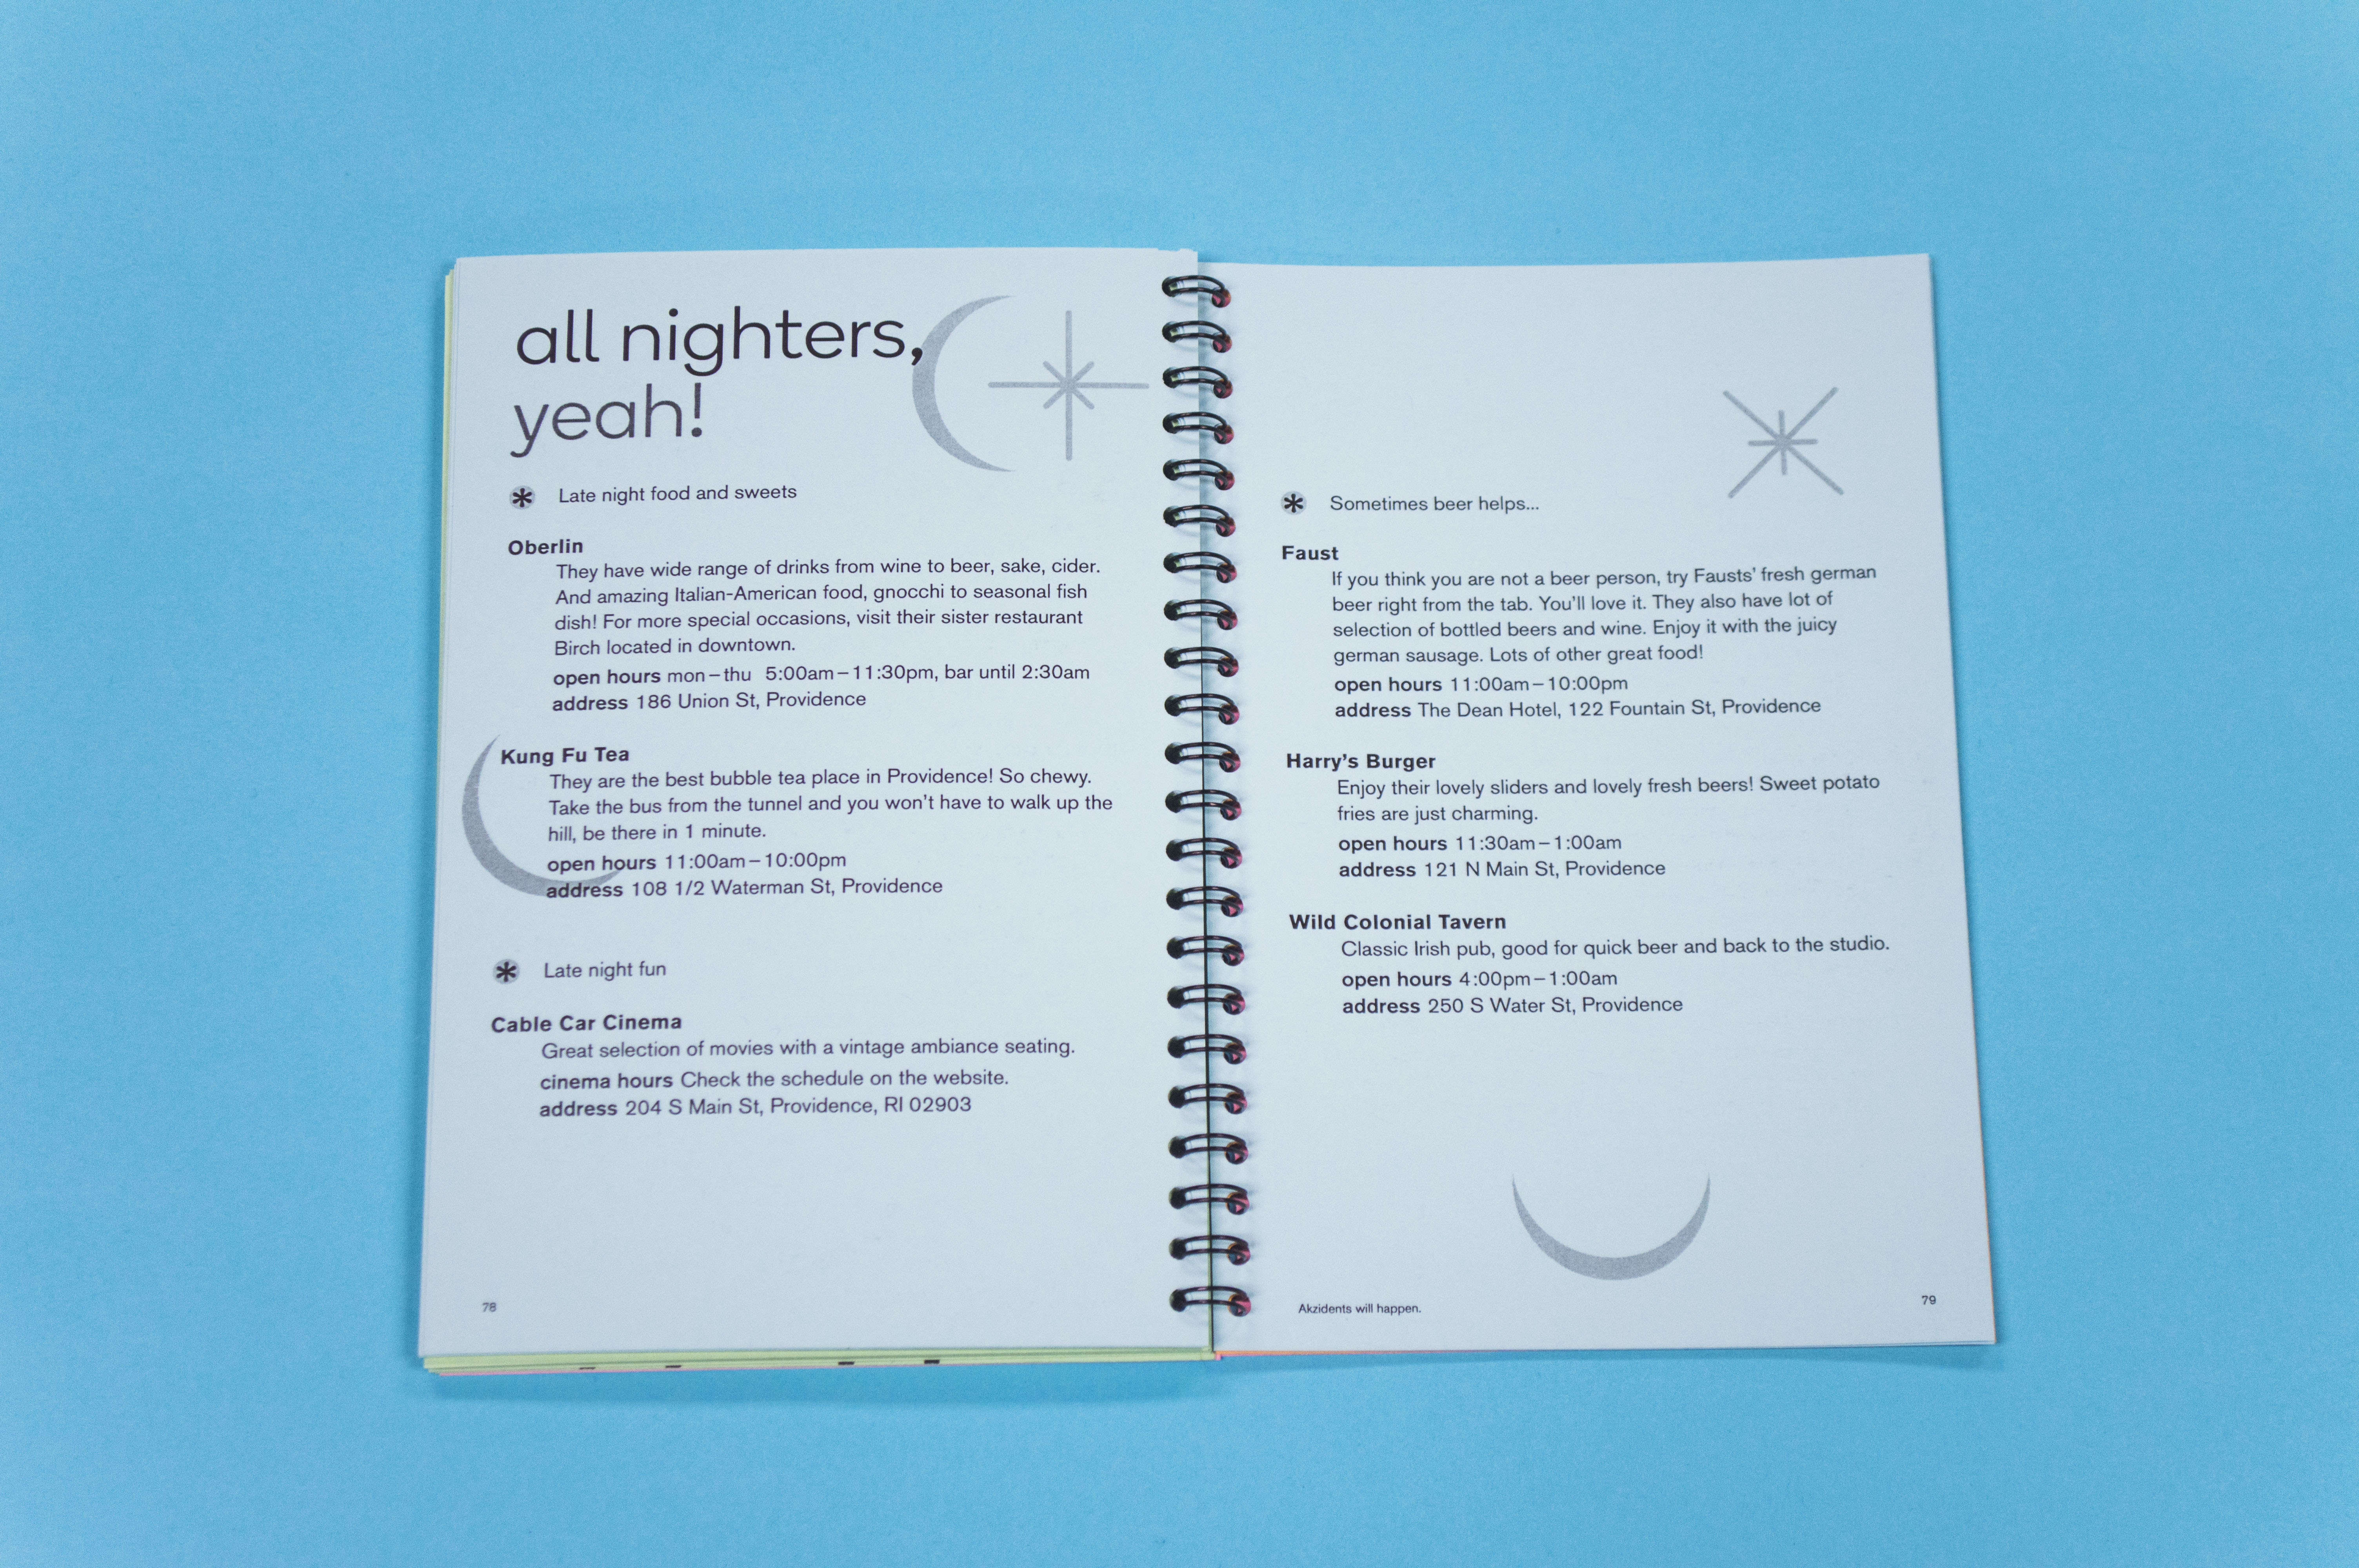 all nighters,
yeah!
* Late night food and sweets
Oberlin
They have wide range of drinks from wine to beer, sake, cider.
And amazing Italian-American food, gnocchi to seasonal fish
dish! For more special occasions, visit their sister restaurant
Birch located in downtown.
open hours mon–thu 5:00am–11:30pm, bar until 2:30am
address 186 Union St, Providence
Kung Fu Tea
They are the best bubble tea place in Providence! So chewy.
Take the bus from the tunnel and you won't have to walk up the
hill, be there in 1 minute.
open hours 11:00am–10:00pm
address 108 1/2 Waterman St, Providence
* Late night fun
Cable Car Cinema
Great selection of movies with a vintage ambiance seating.
cinema hours Check the schedule on the website.
address 204 S Main St, Providence, RI 02903
78
* Sometimes beer helps...
Faust
If you think you are not a beer person, try Fausts' fresh german
beer right from the tab. You'll love it. They also have lot of
selection of bottled beers and wine. Enjoy it with the juicy
german sausage. Lots of other great food!
open hours 11:00am–10:00pm
address The Dean Hotel, 122 Fountain St, Providence
Harry's Burger
Enjoy their lovely sliders and lovely fresh beers! Sweet potato
fries are just charming.
open hours 11:30am–1:00am
address 121 N Main St, Providence
Wild Colonial Tavern
Classic Irish pub, good for quick beer and back to the studio.
open hours 4:00pm–1:00am
address 250 S Water St, Providence
Akzidents will happen.
79